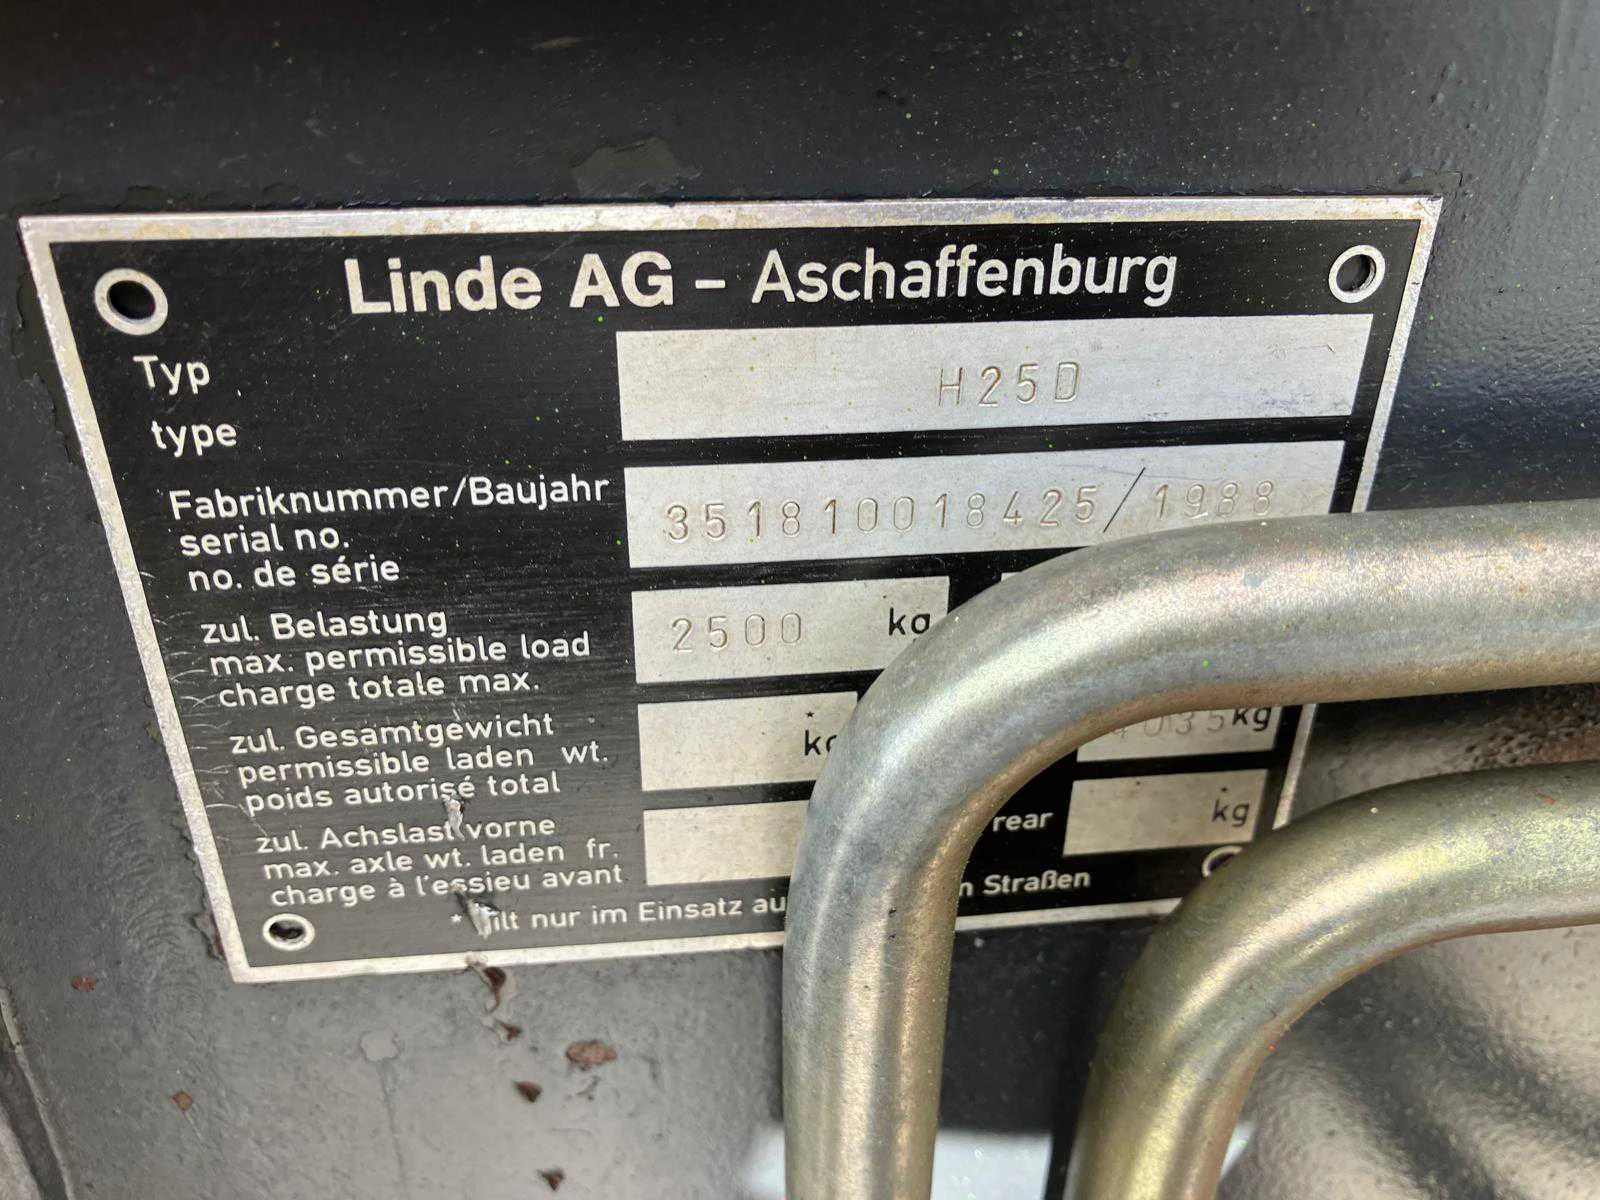 Linde AG – Aschaffenburg
Typ
type
H25D
Fabriknummer/Baujahr
serial no.
no. de série
351810018425/1988
zul. Belastung
max. permissible load
charge totale max.
2500 kg
zul. Gesamtgewicht
permissible laden wt.
poids autorisé total
* kg
zul. Achslast vorne
max. axle wt. laden fr.
charge à l'essieu avant
rear
kg
* im Einsatz
nur Straßen